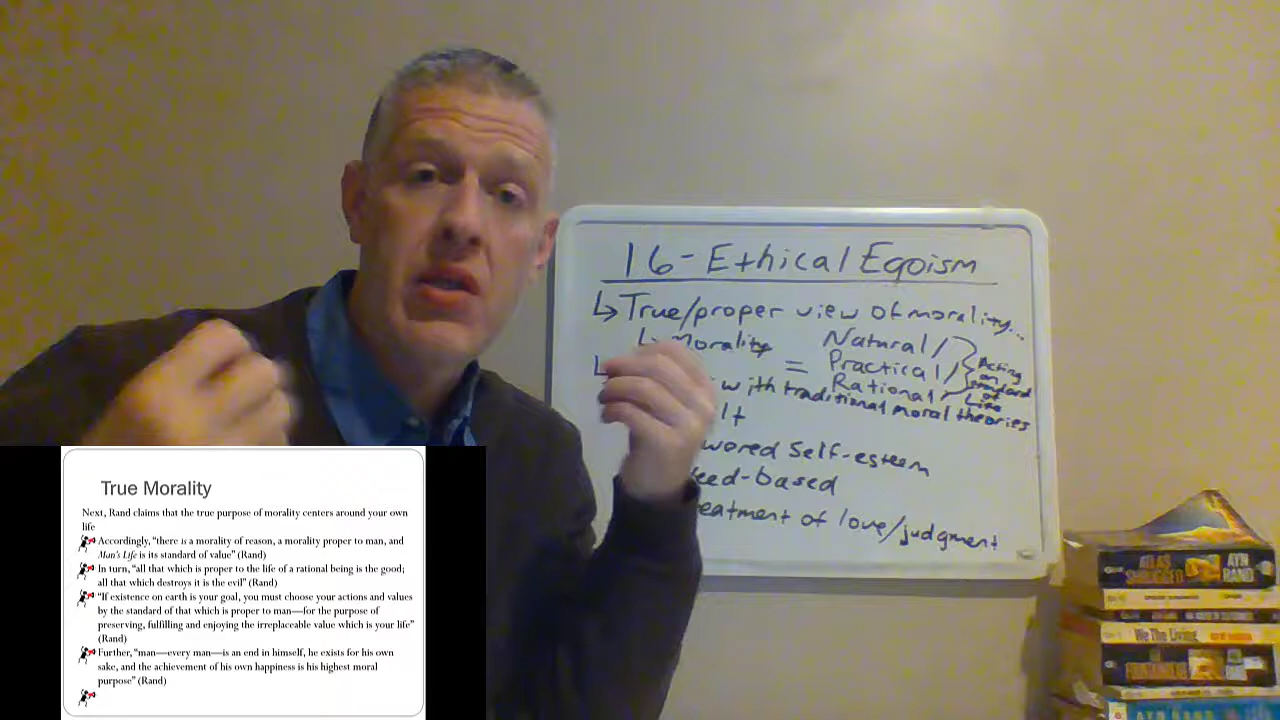 16-Ethical Egoism
↳True/proper view of morality...
↳Morality = Natural/
Practical/
Rational/
Acting
on
standard
of
Life
with traditional moral theories
lt
wered Self-esteem
eed-based
eatment of love/judgment
True Morality
Next, Rand claims that the true purpose of morality centers around your own
life
Accordingly, “there is a morality of reason, a morality proper to man, and
Man’s Life is its standard of value” (Rand)
In turn, “all that which is proper to the life of a rational being is the good;
all that which destroys it is the evil” (Rand)
“If existence on earth is your goal, you must choose your actions and values
by the standard of that which is proper to man—for the purpose of
preserving, fulfilling and enjoying the irreplaceable value which is your life”
(Rand)
Further, “man—every man—is an end in himself, he exists for his own
sake, and the achievement of his own happiness is his highest moral
purpose” (Rand)
ATLAS
SHRUGGED
AYN
RAND
We The Living